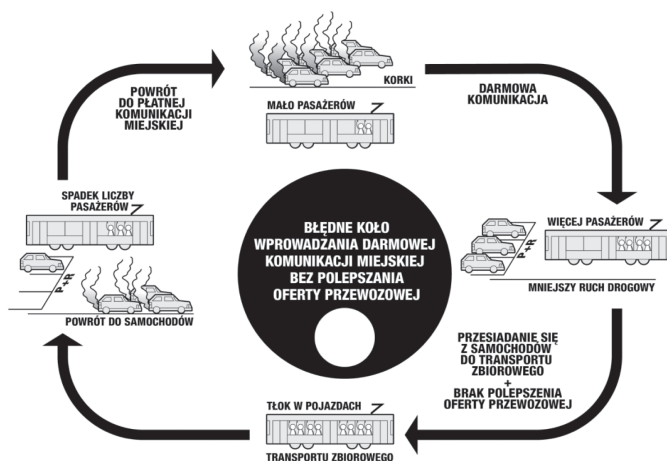 KORKI
MAŁO PASAŻERÓW
DARMOWA
KOMUNIKACJA
WIĘCEJ PASAŻERÓW
P+R
MNIEJSZY RUCH DROGOWY
PRZESIADANIE SIĘ
Z SAMOCHODÓW
DO TRANSPORTU
ZBIOROWEGO
+
BRAK POLEPSZENIA
OFERTY PRZEWOZOWEJ
TŁOK W POJAZDACH
TRANSPORTU ZBIOROWEGO
SPADEK LICZBY
PASAŻERÓW
P+R
POWRÓT DO SAMOCHODÓW
POWRÓT
DO PŁATNEJ
KOMUNIKACJI
MIEJSKIEJ
BŁĘDNE KOŁO
WPROWADZANIA DARMOWEJ
KOMUNIKACJI MIEJSKIEJ
BEZ POLEPSZANIA
OFERTY PRZEWOZOWEJ